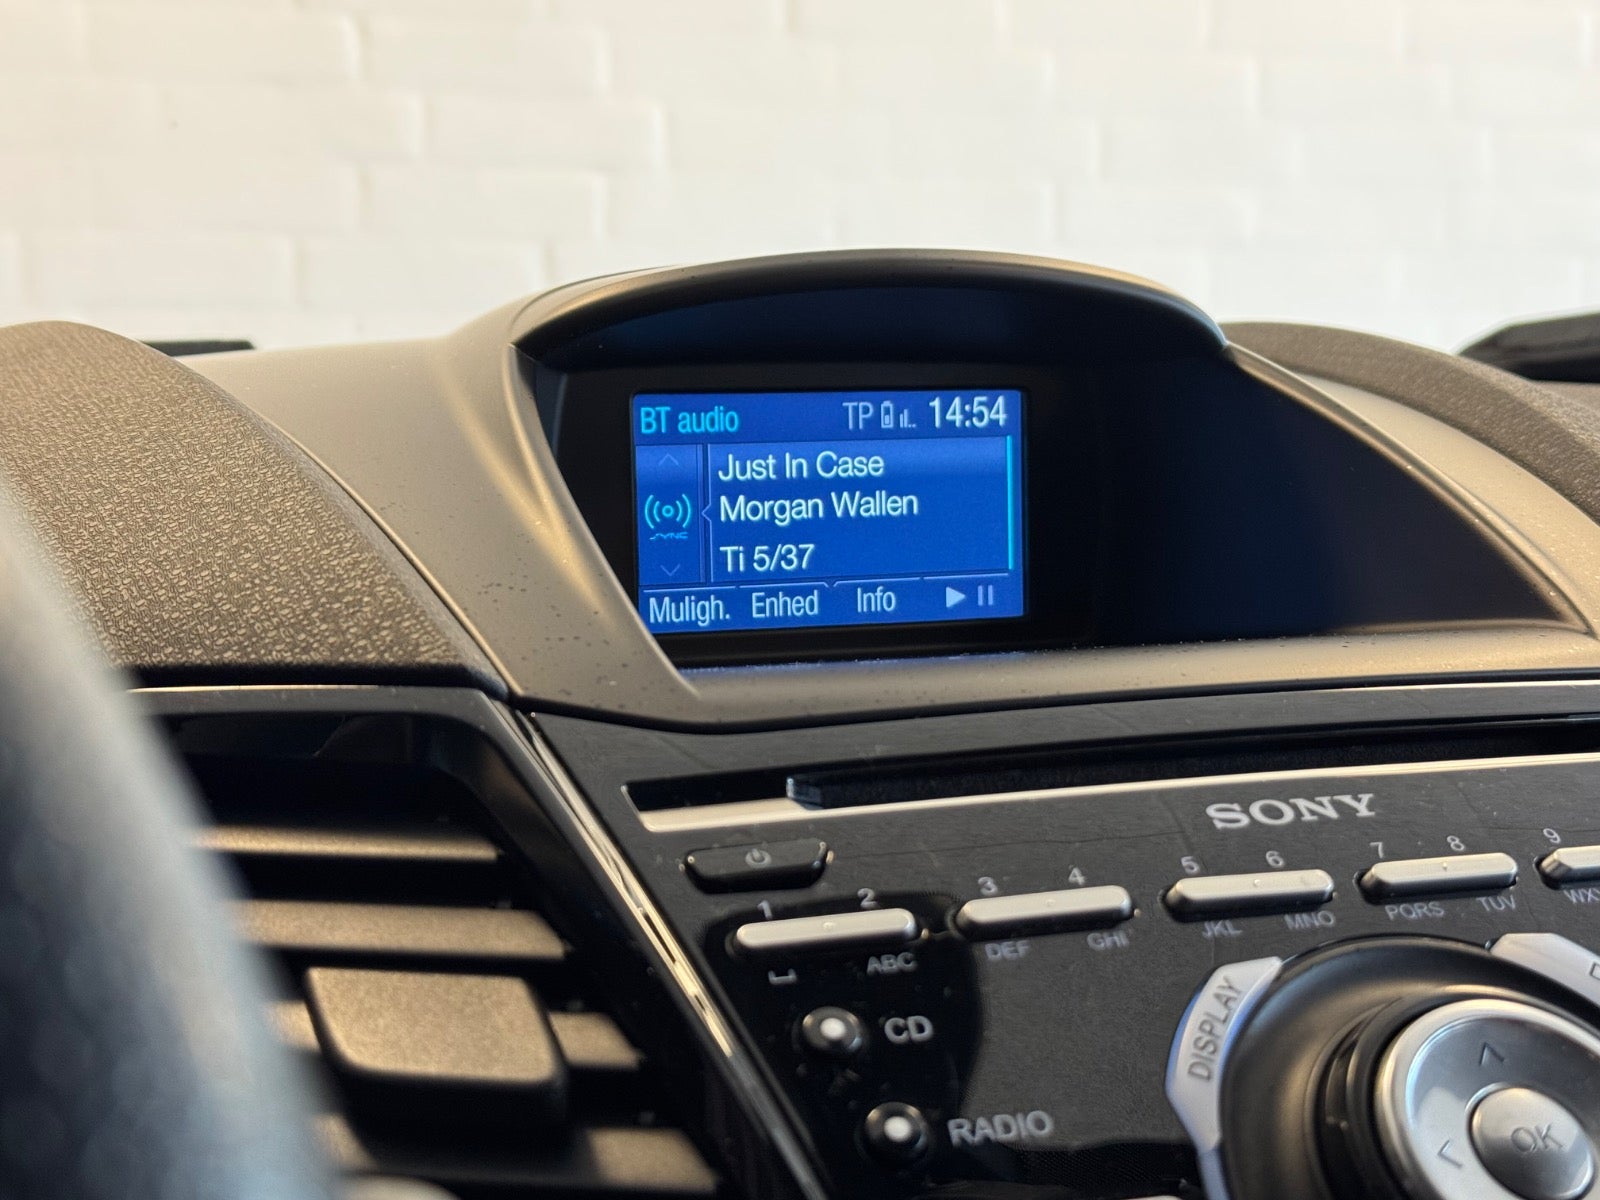 BT audio TP 14:54
Just In Case
Morgan Wallen
SYNC
Ti 5/37
Muligh. Enhed Info
SONY
1 2 3 4 5 6 7 8 9
ABC DEF GHI JKL MNO PQRS TUV
CD
DISPLAY
RADIO
OK